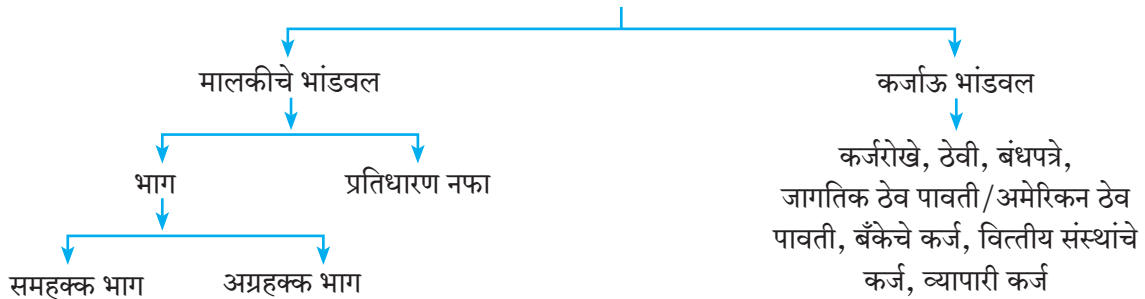 मालकीचे भांडवल
कर्जाऊ भांडवल
भाग
प्रतिधारण नफा
समहक्क भाग
अग्रहक्क भाग
कर्जरोखे, ठेवी, बंधपत्रे,
जागतिक ठेव पावती/अमेरिकन ठेव
पावती, बँकेचे कर्ज, वित्तीय संस्थांचे
कर्ज, व्यापारी कर्ज